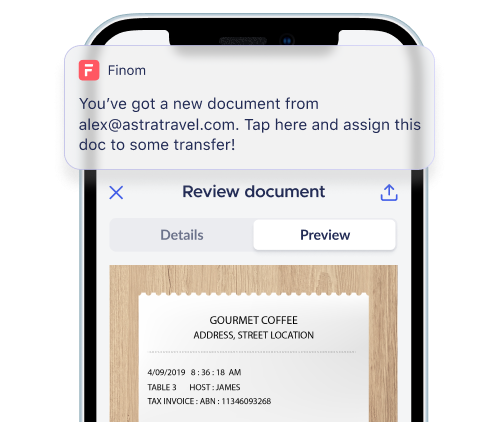 Finom
You've got a new document from
alex@astratravel.com. Tap here and assign this
doc to some transfer!
Review document
Details
Preview
GOURMET COFFEE
ADDRESS, STREET LOCATION
4/09/2019 8 : 36 : 18 AM
TABLE 3 HOST : JAMES
TAX INVOICE : ABN : 11346093268